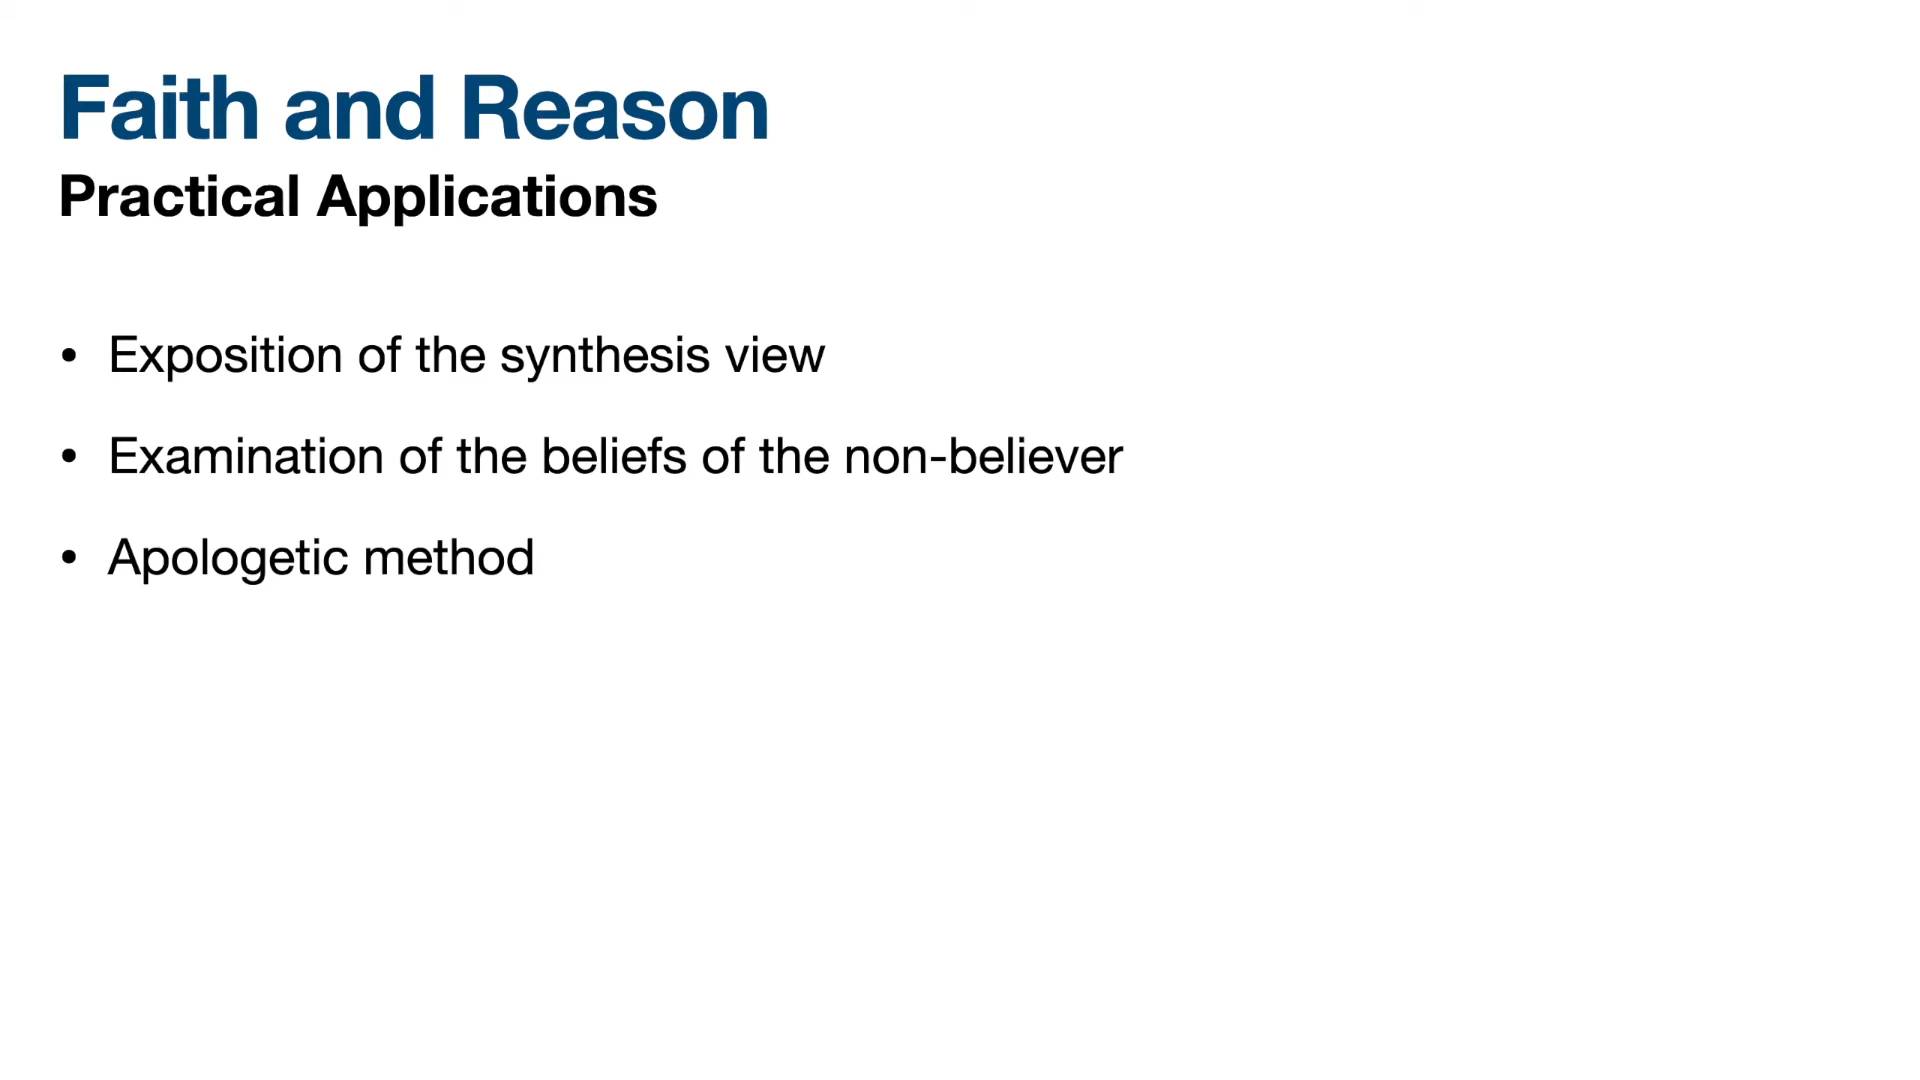 Faith and Reason
Practical Applications
• Exposition of the synthesis view
• Examination of the beliefs of the non-believer
• Apologetic method